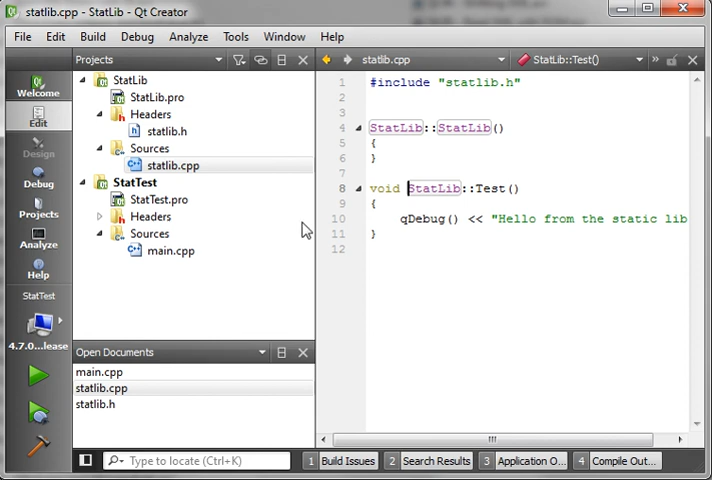 statlib.cpp - StatLib - Qt Creator
File Edit Build Debug Analyze Tools Window Help
Projects
statlib.cpp
StatLib::Test()
Welcome
Edit
Design
Debug
Projects
Analyze
Help
StatTest
4.7.0...lease
StatLib
StatLib.pro
Headers
statlib.h
Sources
statlib.cpp
StatTest
StatTest.pro
Headers
Sources
main.cpp
Open Documents
main.cpp
statlib.cpp
statlib.h
1 #include "statlib.h"
2
3
4 StatLib::StatLib()
5 {
6 }
7
8 void StatLib::Test()
9 {
10 qDebug() << "Hello from the static lib
11 }
12
Type to locate (Ctrl+K)
1 Build Issues
2 Search Results
3 Application O...
4 Compile Out...